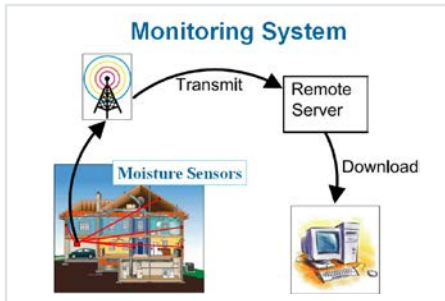 Monitoring System
Transmit
Remote
Server
Download
Moisture Sensors